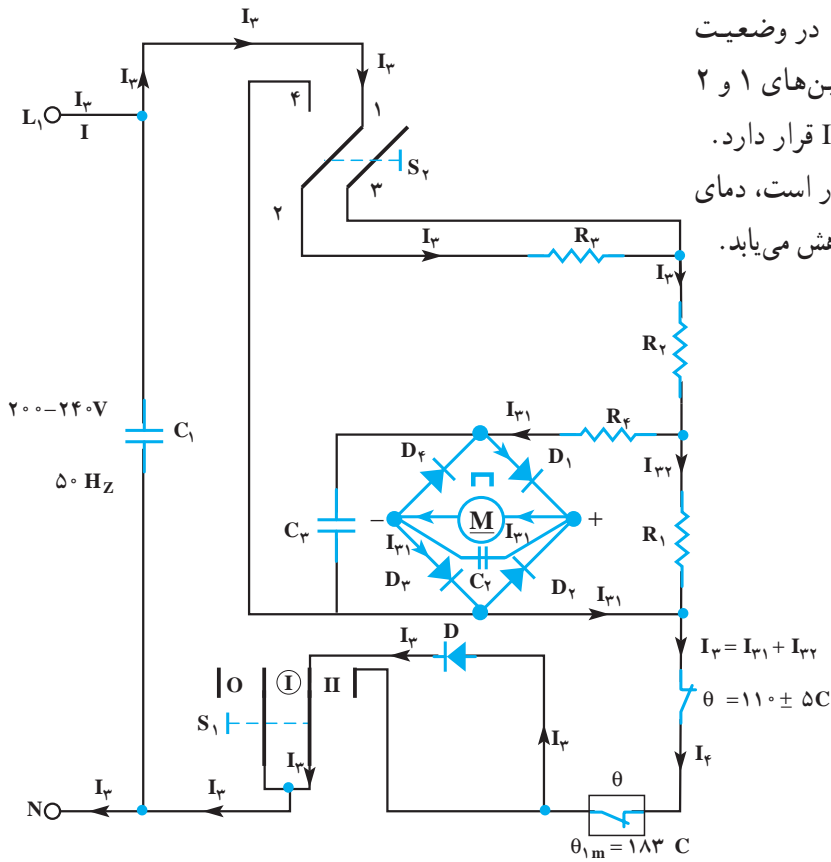 در وضعیت
ین‌های ۱ و ۲
I قرار دارد.
ر است، دمای
هش می‌یابد.
I۳
I۳
I۳
L۱
I۳
I
۴
۱
S۲
۲
۳
I۳
R۳
I۳
R۲
۲۰۰-۲۴۰V
۵۰ HZ
C۱
I۳۱
R۴
I۳۲
D۴
D۱
C۳
−
M
+
I۳۱
I۳۱
R۱
D۳
C۲
D۲
I۳۱
I۳ = I۳۱ + I۳۲
I۳
D
O
I
II
θ = ۱۱۰ ± ۵C
S۱
I۳
I۳
I۴
N
I۳
I۳
θ
θ۱m = ۱۸۳ C